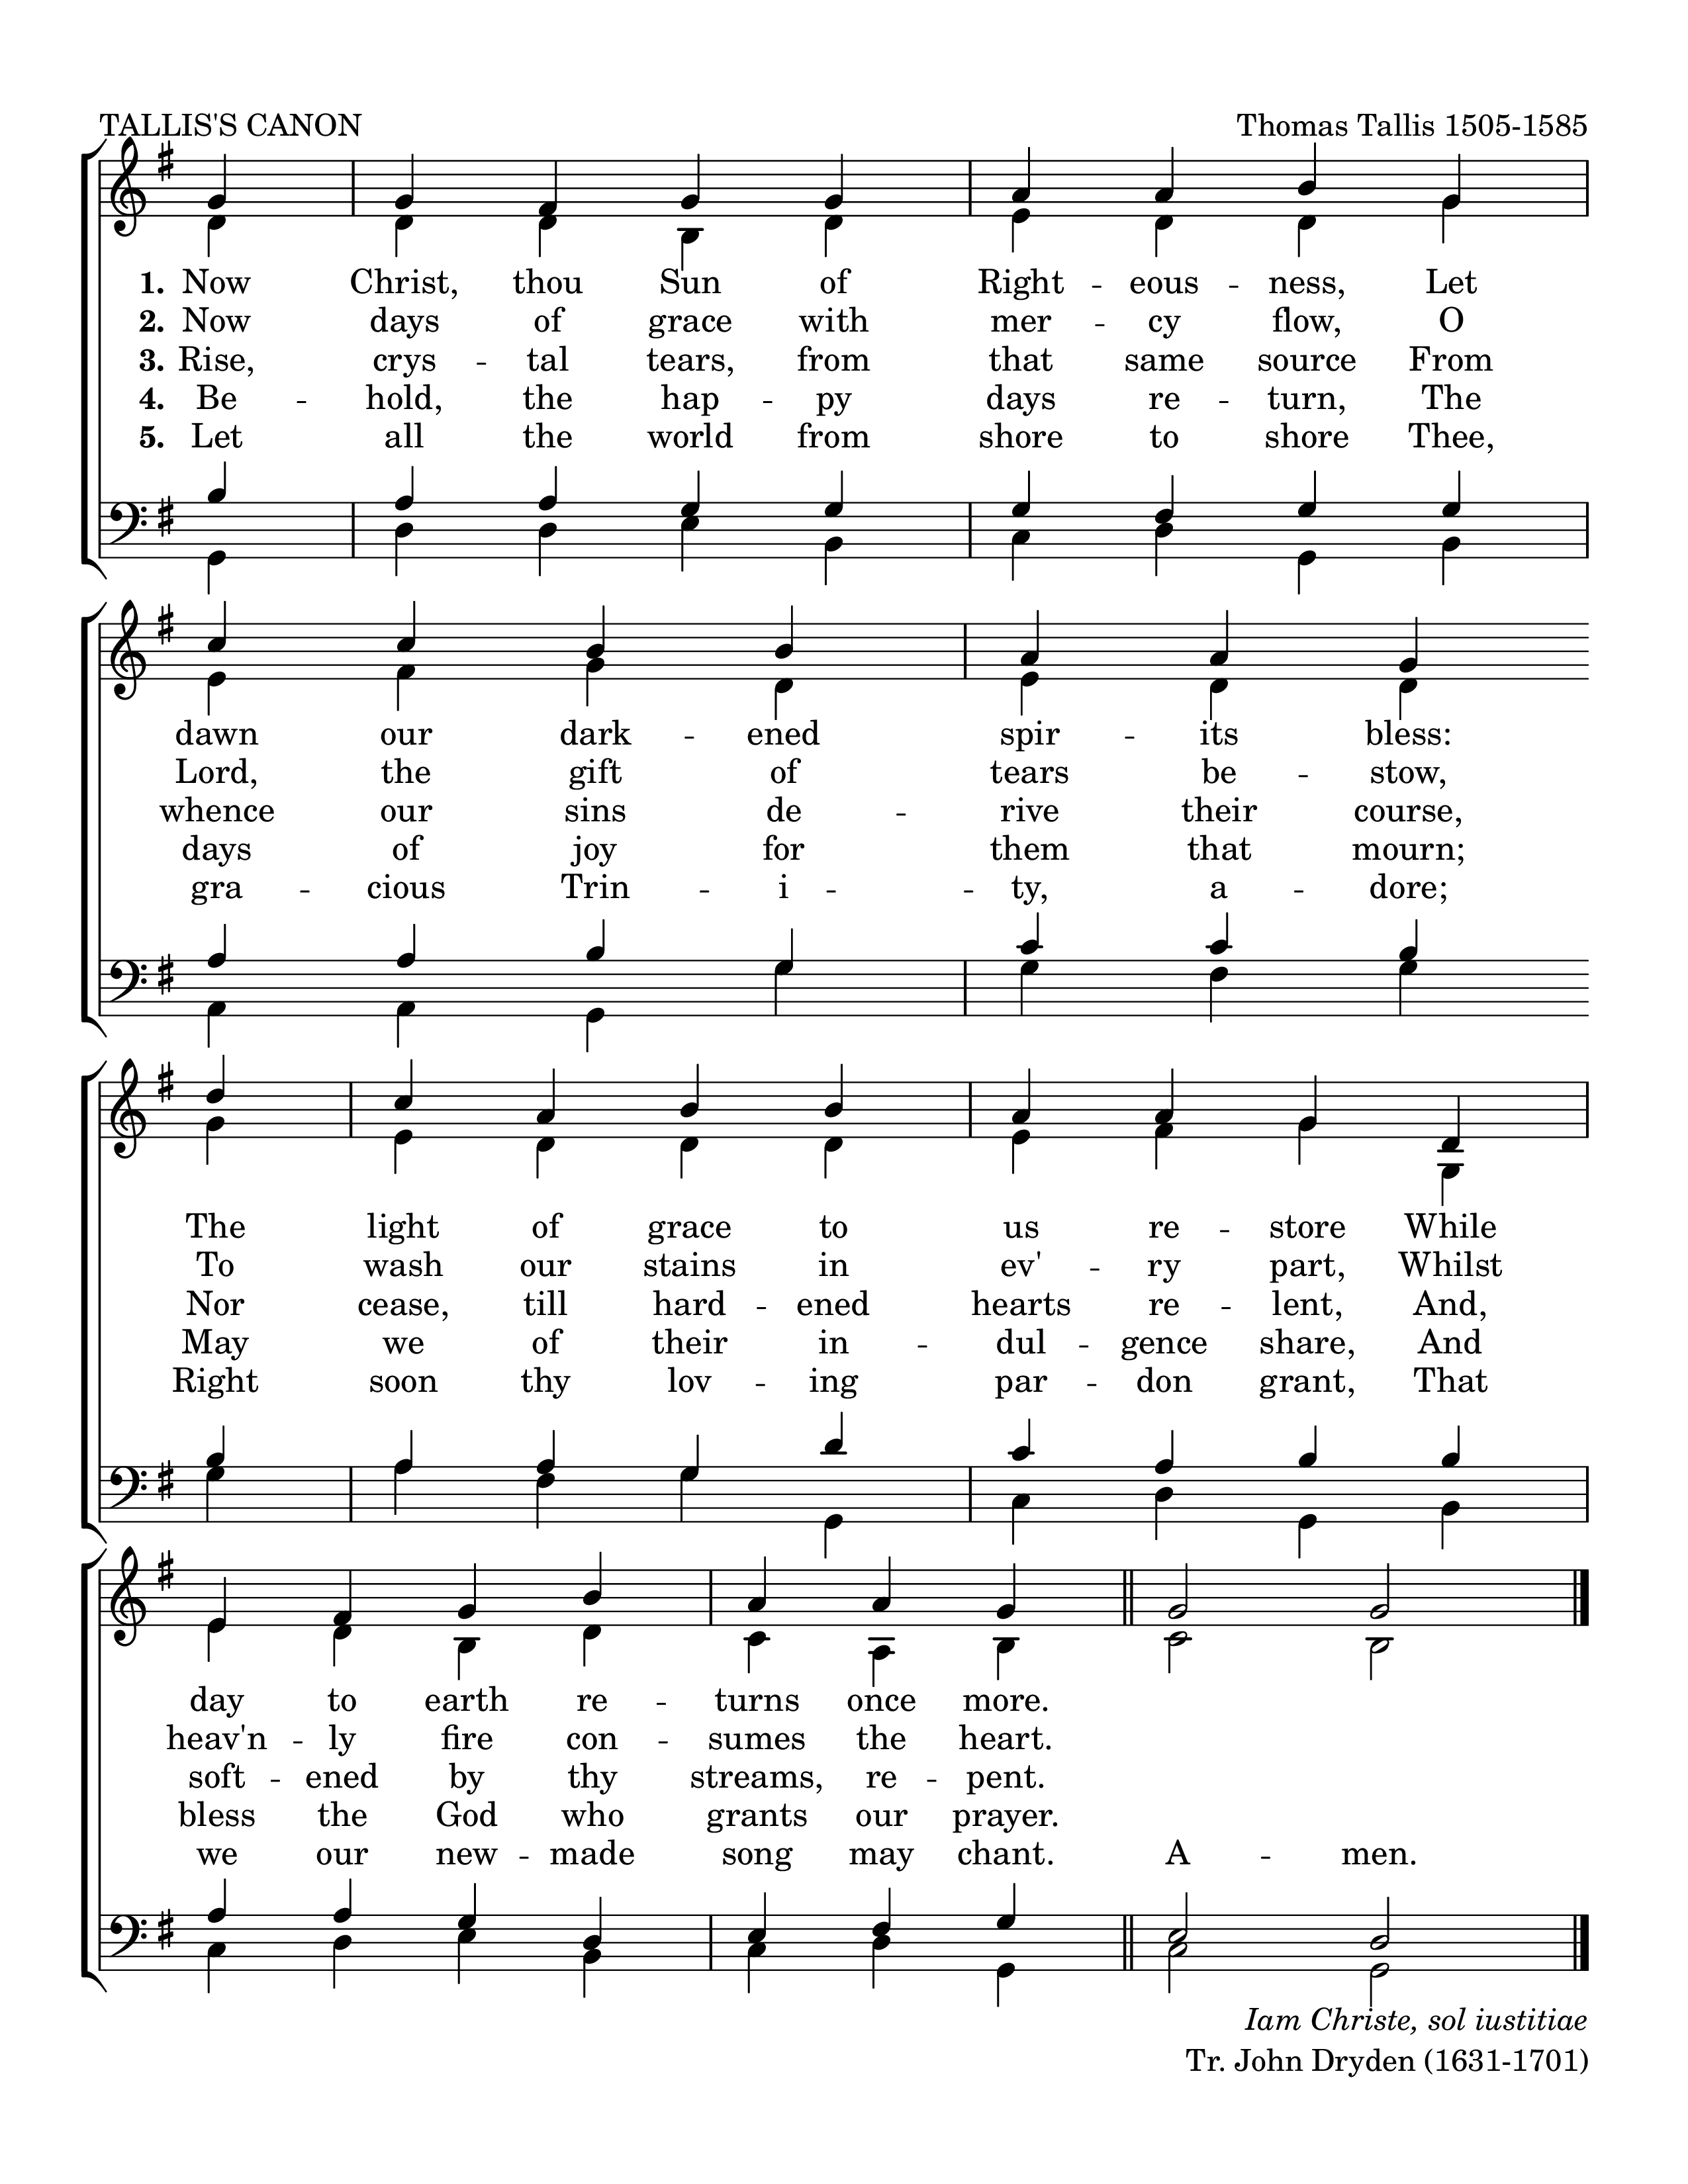 TALLIS'S CANON
Thomas Tallis 1505-1585
1. Now Christ, thou Sun of Right - eous - ness, Let
2. Now days of grace with mer - cy flow, O
3. Rise, crys - tal tears, from that same source From
4. Be - hold, the hap - py days re - turn, The
5. Let all the world from shore to shore Thee,
dawn our dark - ened spir - its bless:
Lord, the gift of tears be - stow,
whence our sins de - rive their course,
days of joy for them that mourn;
gra - cious Trin - i - ty, a - dore;
The light of grace to us re - store While
To wash our stains in ev' - ry part, Whilst
Nor cease, till hard - ened hearts re - lent, And,
May we of their in - dul - gence share, And
Right soon thy lov - ing par - don grant, That
day to earth re - turns once more.
heav'n - ly fire con - sumes the heart.
soft - ened by thy streams, re - pent.
bless the God who grants our prayer.
we our new - made song may chant. A - men.
Iam Christe, sol iustitiae
Tr. John Dryden (1631-1701)